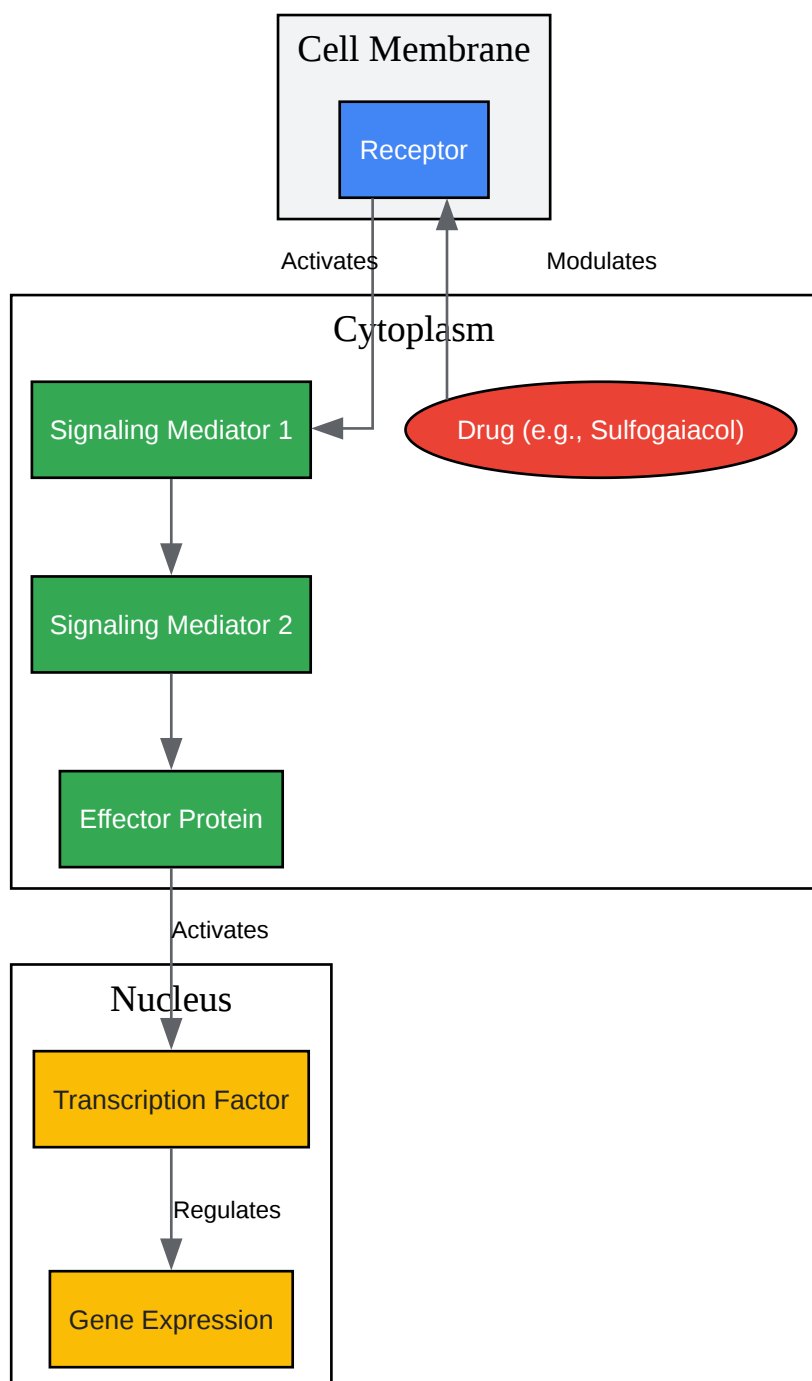 Cell Membrane
Receptor
Activates
Modulates
Cytoplasm
Signaling Mediator 1
Drug (e.g., Sulfogaiacol)
Signaling Mediator 2
Effector Protein
Activates
Nucleus
Transcription Factor
Regulates
Gene Expression